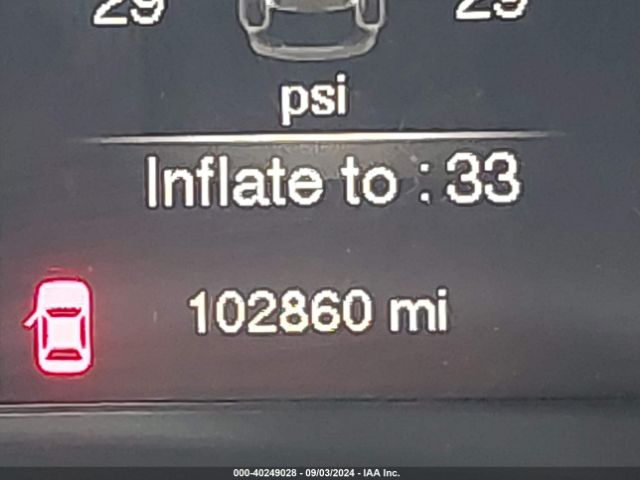 29 29
psi
Inflate to : 33
102860 mi
000-40249028 - 09/03/2024 - IAA Inc.